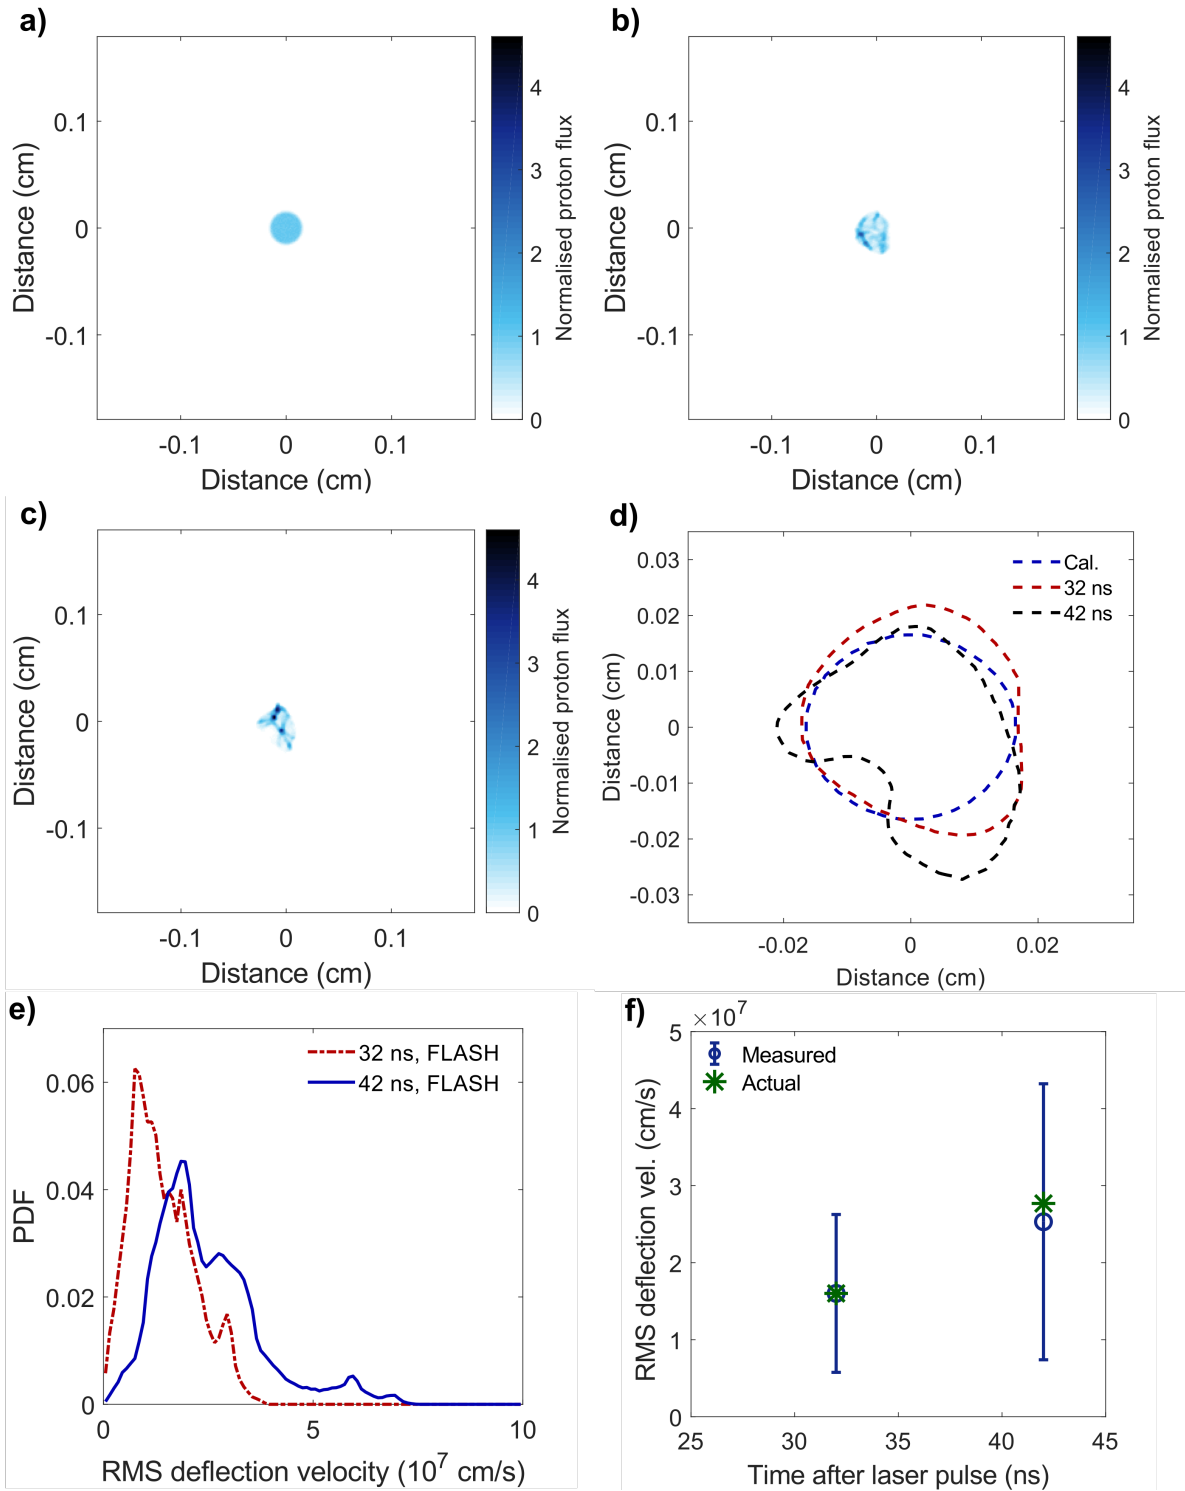 a)
0.1
0
-0.1
Distance (cm)
-0.1
0
0.1
Distance (cm)
4
3
2
1
0
Normalised proton flux
b)
0.1
0
-0.1
Distance (cm)
-0.1
0
0.1
Distance (cm)
4
3
2
1
0
Normalised proton flux
c)
0.1
0
-0.1
Distance (cm)
-0.1
0
0.1
Distance (cm)
4
3
2
1
0
Normalised proton flux
d)
0.03
0.02
0.01
0
-0.01
-0.02
-0.03
Distance (cm)
Cal.
32 ns
42 ns
-0.02
0
0.02
Distance (cm)
e)
0.06
0.04
0.02
0
PDF
32 ns, FLASH
42 ns, FLASH
0
5
10
RMS deflection velocity (10⁷ cm/s)
f)
×10⁷
5
4
3
2
1
0
RMS deflection vel. (cm/s)
Measured
Actual
25
30
35
40
45
Time after laser pulse (ns)